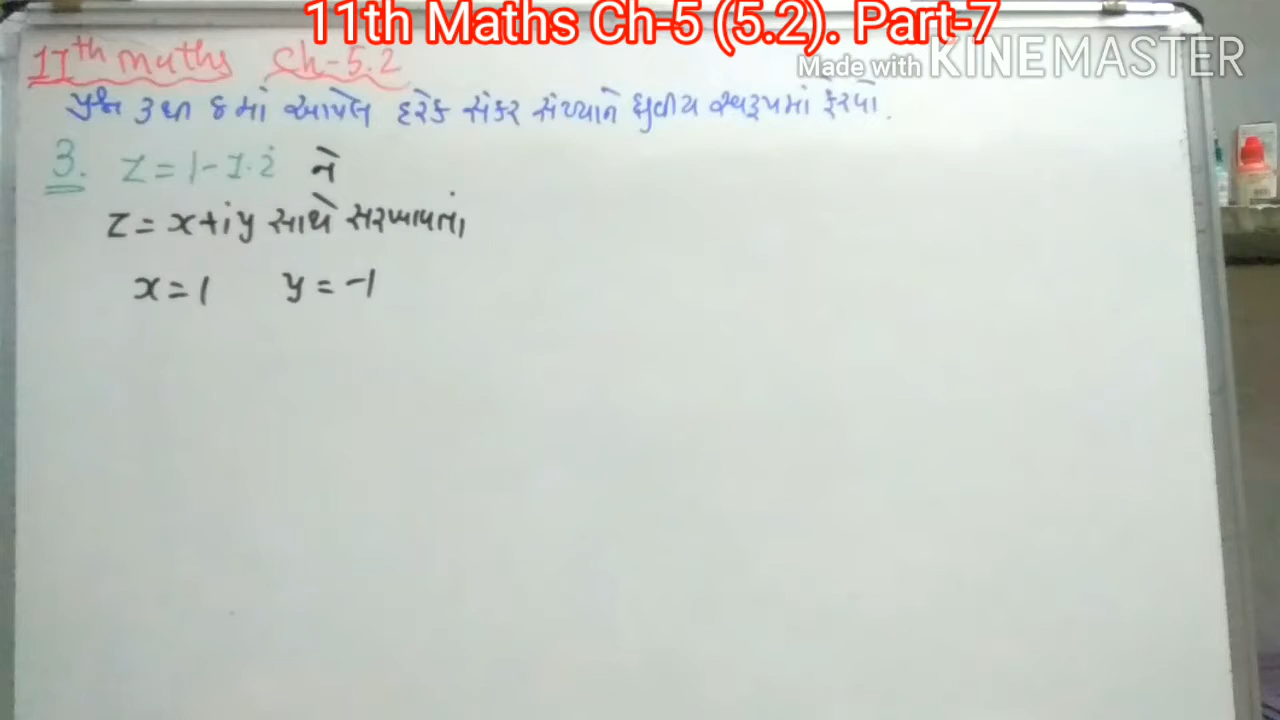 11th Maths Ch-5 (5.2). Part-7
Made with KINEMASTER
11th maths Ch-5.2
પ્રશ્ન 3 થી 8 માં આપેલ દરેક સંકર સંખ્યાને ધ્રુવીય સ્વરૂપમાં ફેરવો.
3. z = 1-1.i ને
z = x+iy સાથે સરખાવતાં,
x = 1 y = -1